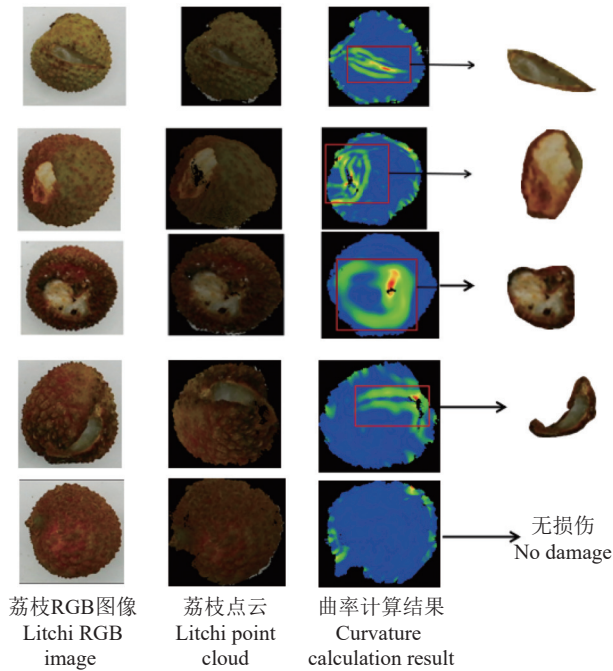 无损伤
No damage
荔枝RGB图像
Litchi RGB
image
荔枝点云
Litchi point
cloud
曲率计算结果
Curvature
calculation result